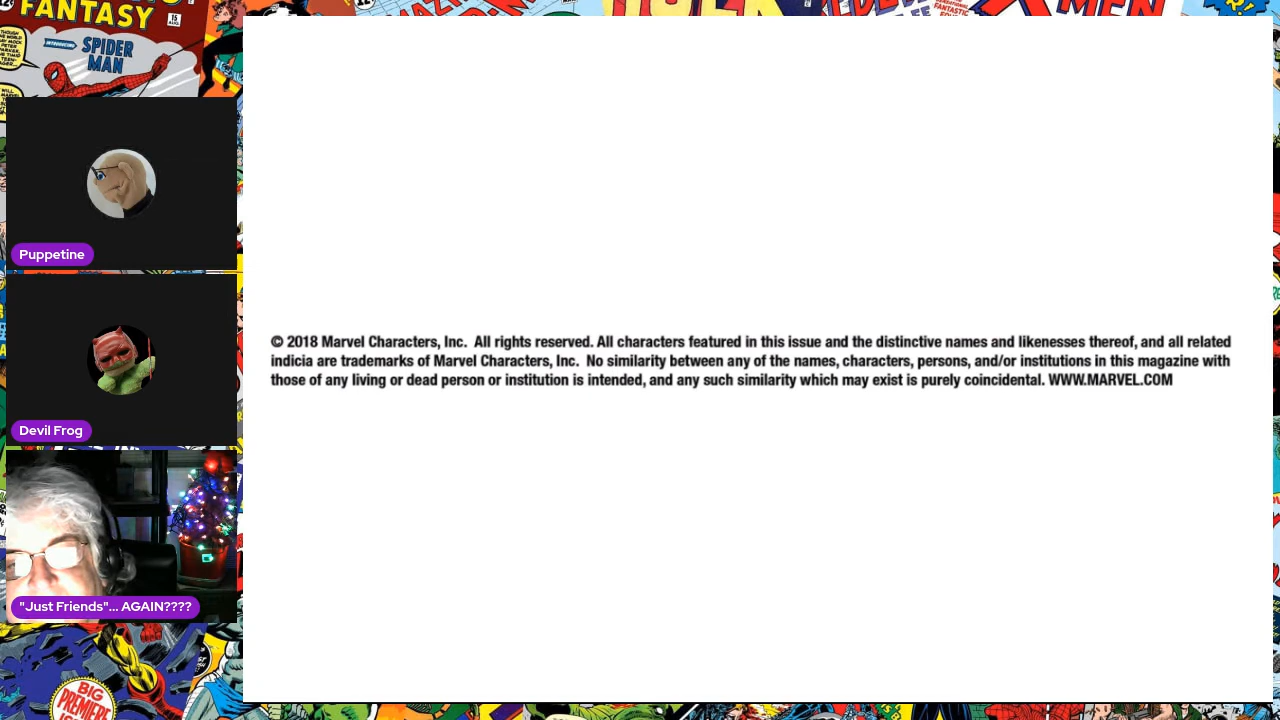 FANTASY
15
INTRODUCING
SPIDER
MAN
Puppetine
Devil Frog
"Just Friends"... AGAIN????
© 2018 Marvel Characters, Inc. All rights reserved. All characters featured in this issue and the distinctive names and likenesses thereof, and all related
indicia are trademarks of Marvel Characters, Inc. No similarity between any of the names, characters, persons, and/or institutions in this magazine with
those of any living or dead person or institution is intended, and any such similarity which may exist is purely coincidental. WWW.MARVEL.COM
BIG
PREMIERE